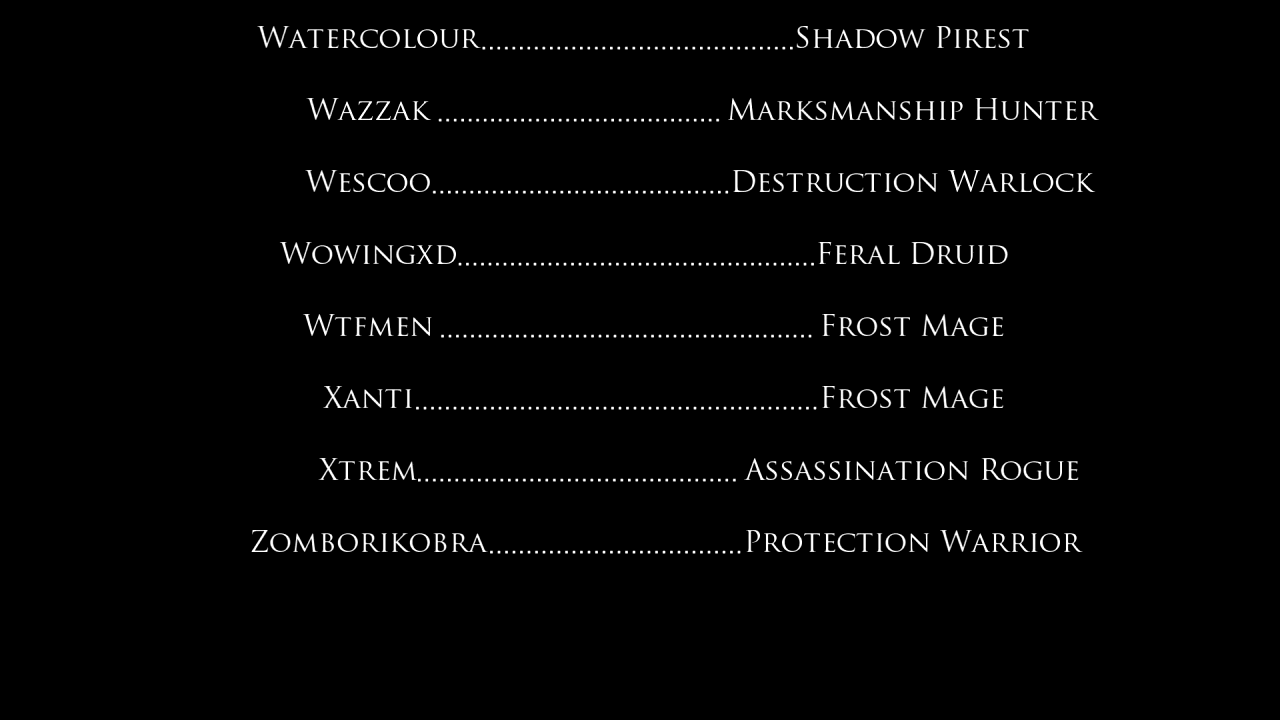 Watercolour..........................................Shadow Pirest
Wazzak ...................................... Marksmanship Hunter
Wescoo........................................Destruction Warlock
Wowingxd................................................Feral Druid
Wtfmen .................................................. Frost Mage
Xanti......................................................Frost Mage
Xtrem........................................... Assassination Rogue
Zomborikobra..................................Protection Warrior